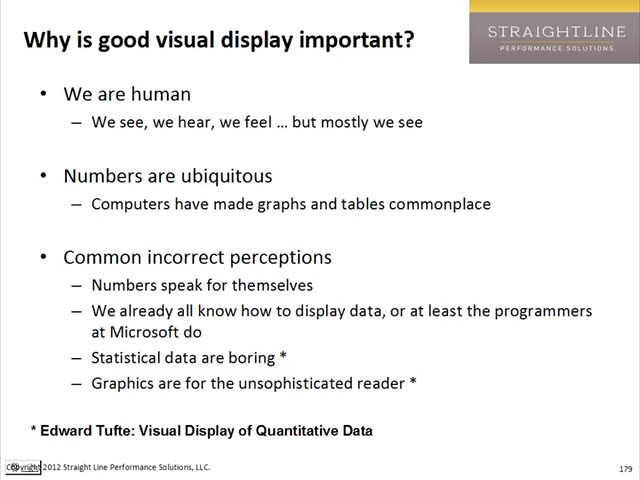 Why is good visual display important?
STRAIGHTLINE
PERFORMANCE SOLUTIONS.
• We are human
– We see, we hear, we feel … but mostly we see
• Numbers are ubiquitous
– Computers have made graphs and tables commonplace
• Common incorrect perceptions
– Numbers speak for themselves
– We already all know how to display data, or at least the programmers
at Microsoft do
– Statistical data are boring *
– Graphics are for the unsophisticated reader *
* Edward Tufte: Visual Display of Quantitative Data
Copyright 2012 Straight Line Performance Solutions, LLC.
179